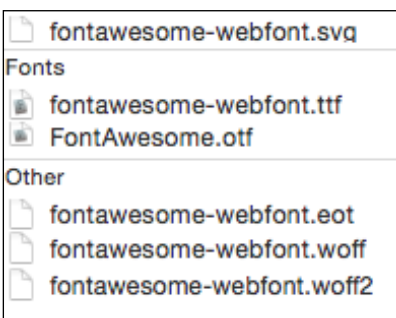 fontawesome-webfont.svg
Fonts
fontawesome-webfont.ttf
FontAwesome.otf
Other
fontawesome-webfont.eot
fontawesome-webfont.woff
fontawesome-webfont.woff2